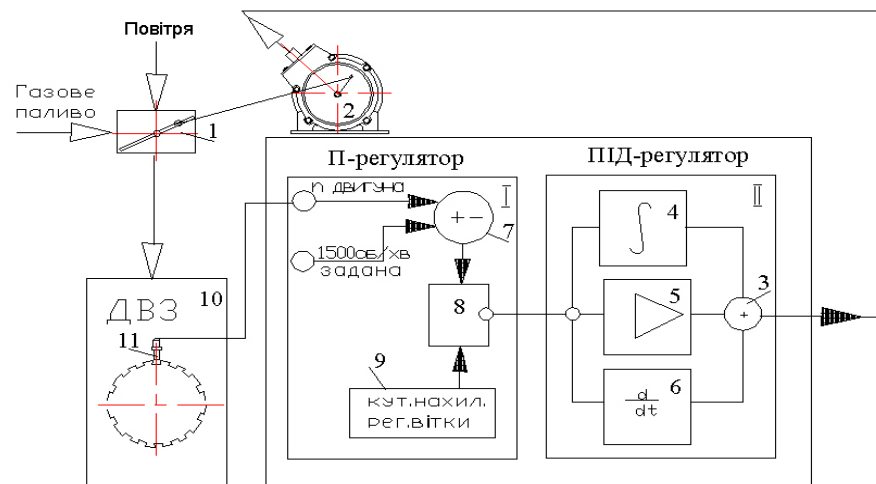 Повітря
Газове
паливо
1
2
П-регулятор
ПІД-регулятор
n двигуна
I
II
+ -
7
1500об/хв
задана
4
∫
8
5
3
+
ДВЗ
10
11
9
кут.нахил.
рег.вітки
6
d
dt